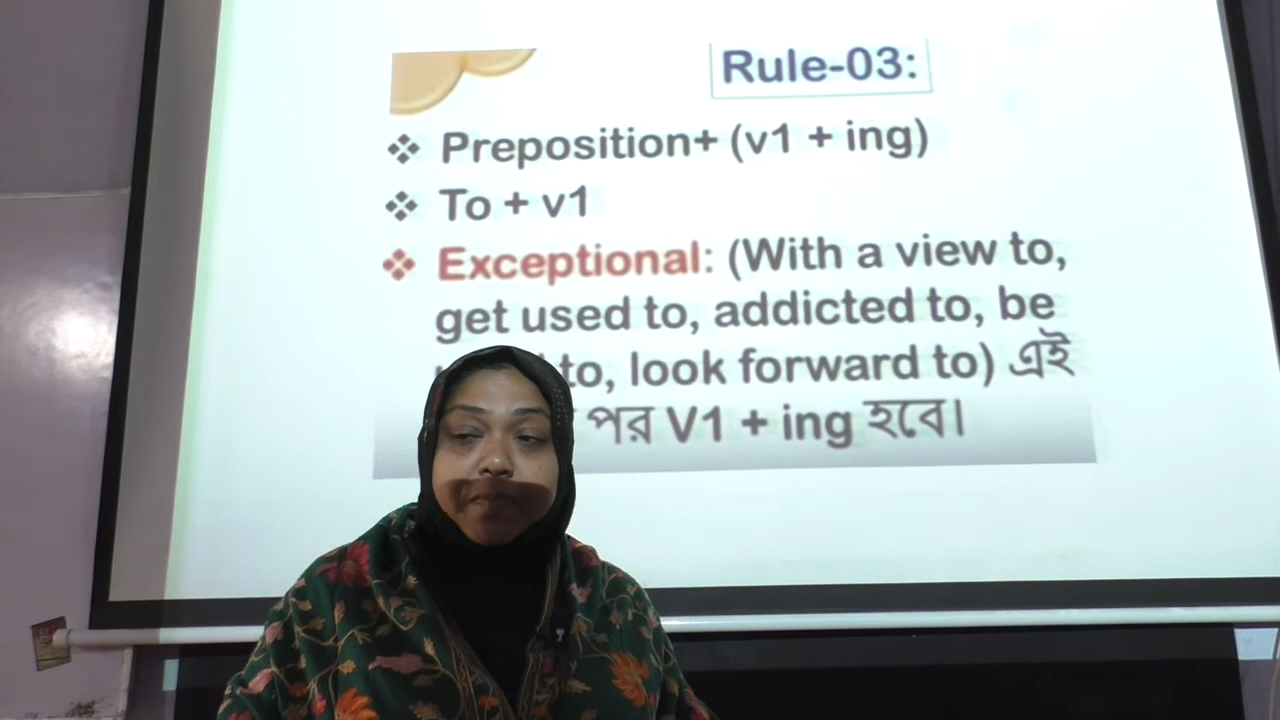 Rule-03:
Preposition+ (v1 + ing)
To + v1
Exceptional: (With a view to,
get used to, addicted to, be
to, look forward to) এই
পর V1 + ing হবে।